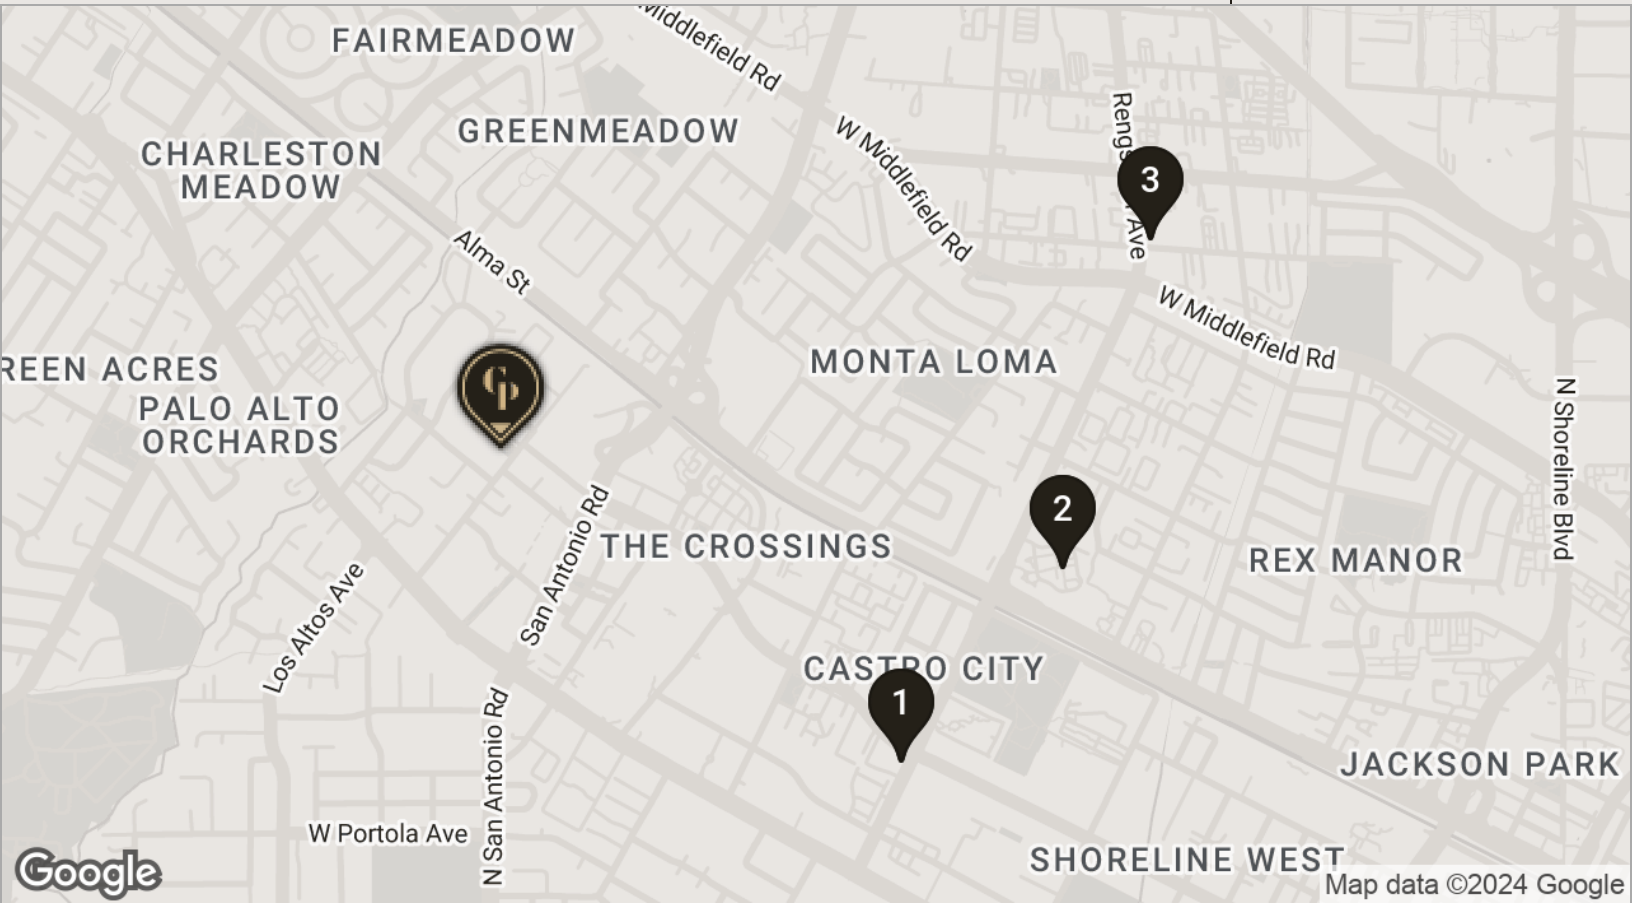 FAIRMEADOW
Middlefield Rd
GREENMEADOW
CHARLESTON
MEADOW
W Middlefield Rd
Rengs
3
Ave
Alma St
W Middlefield Rd
MONTA LOMA
REEN ACRES
GP
PALO ALTO
ORCHARDS
N Shoreline Blvd
2
San Antonio Rd
THE CROSSINGS
REX MANOR
Los Altos Ave
CASTRO CITY
1
N San Antonio Rd
JACKSON PARK
W Portola Ave
SHORELINE WEST
Google
Map data ©2024 Google